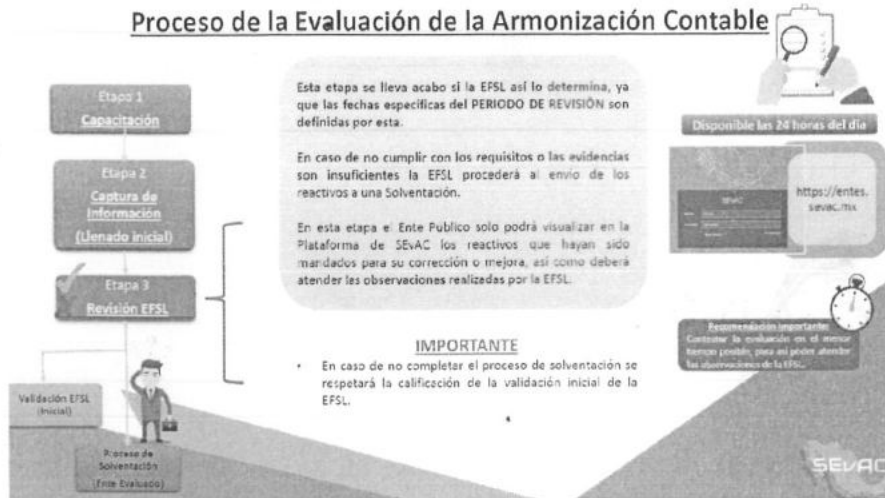 Proceso de la Evaluación de la Armonización Contable
Etapa 1
Capacitación
Etapa 2
Captura de
Información
(Llenado inicial)
Etapa 3
Revisión EFSL
Validación EFSL
(Inicial)
Proceso de
Solventación
(Ente Evaluado)
Esta etapa se lleva acabo si la EFSL así lo determina, ya
que las fechas especificas del PERIODO DE REVISIÓN son
definidas por esta.
En caso de no cumplir con los requisitos o las evidencias
son insuficientes la EFSL procederá al envio de los
reactivos a una Solventación.
En esta etapa el Ente Publico solo podrá visualizar en la
Plataforma de SEvAC los reactivos que hayan sido
mandados para su corrección o mejora, asi como deberá
atender las observaciones realizadas por la EFSL.
IMPORTANTE
• En caso de no completar el proceso de solventación se
respetará la calificación de la validación inicial de la
EFSL.
Disponible las 24 horas del día
SEvAC
https://entes.
sevac.mx
Recomendación importante:
Contestar la evaluación en el menor
tiempo posible, para así poder atender
las observaciones de la EFSL.
SEvAC